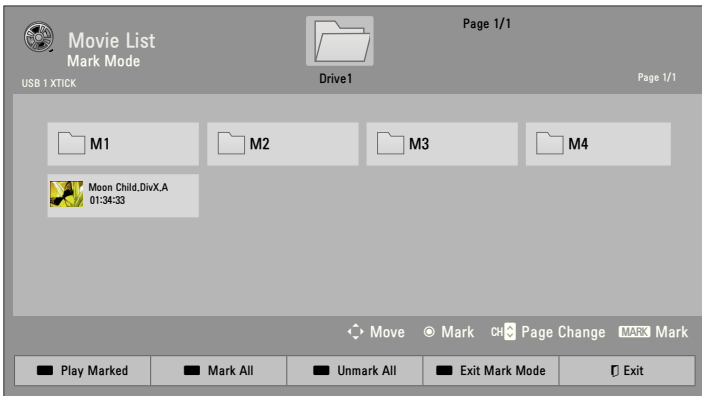 Movie List
Mark Mode
USB 1 XTICK
Drive1
Page 1/1
Page 1/1
M1 M2 M3 M4
Moon Child,DivX,A
01:34:33
Move Mark CH Page Change MARK Mark
Play Marked Mark All Unmark All Exit Mark Mode Exit